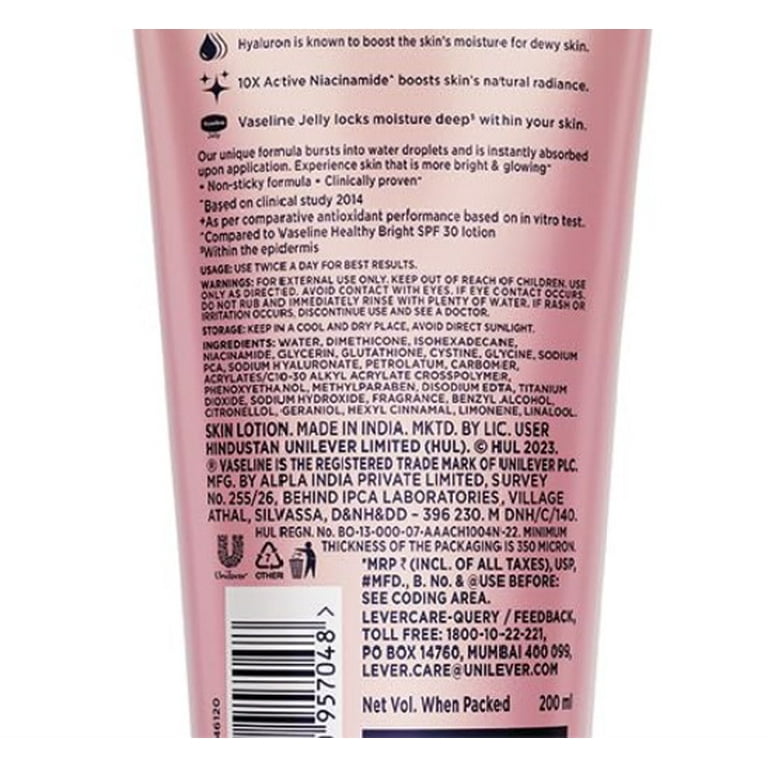 Hyaluron is known to boost the skin's moisture for dewy skin.
10X Active Niacinamide⁺ boosts skin's natural radiance.
Vaseline
Jelly
Vaseline Jelly locks moisture deep$ within your skin.
Our unique formula bursts into water droplets and is instantly absorbed
upon application. Experience skin that is more bright & glowing^
• Non-sticky formula • Clinically proven~
~Based on clinical study 2014
+As per comparative antioxidant performance based on in vitro test.
^Compared to Vaseline Healthy Bright SPF 30 lotion
$Within the epidermis
USAGE: USE TWICE A DAY FOR BEST RESULTS.
WARNINGS: FOR EXTERNAL USE ONLY. KEEP OUT OF REACH OF CHILDREN. USE
ONLY AS DIRECTED. AVOID CONTACT WITH EYES. IF EYE CONTACT OCCURS,
DO NOT RUB AND IMMEDIATELY RINSE WITH PLENTY OF WATER. IF RASH OR
IRRITATION OCCURS, DISCONTINUE USE AND SEE A DOCTOR.
STORAGE: KEEP IN A COOL AND DRY PLACE, AVOID DIRECT SUNLIGHT.
INGREDIENTS: WATER, DIMETHICONE, ISOHEXADECANE,
NIACINAMIDE, GLYCERIN, GLUTATHIONE, CYSTINE, GLYCINE, SODIUM
PCA, SODIUM HYALURONATE, PETROLATUM, CARBOMER,
ACRYLATES/C10-30 ALKYL ACRYLATE CROSSPOLYMER,
PHENOXYETHANOL, METHYLPARABEN, DISODIUM EDTA, TITANIUM
DIOXIDE, SODIUM HYDROXIDE, FRAGRANCE, BENZYL ALCOHOL,
CITRONELLOL, GERANIOL, HEXYL CINNAMAL, LIMONENE, LINALOOL.
SKIN LOTION. MADE IN INDIA. MKTD. BY LIC. USER
HINDUSTAN UNILEVER LIMITED (HUL). © HUL 2023.
® VASELINE IS THE REGISTERED TRADE MARK OF UNILEVER PLC.
MFG. BY ALPLA INDIA PRIVATE LIMITED, SURVEY
No. 255/26, BEHIND IPCA LABORATORIES, VILLAGE
ATHAL, SILVASSA, D&NH&DD – 396 230. M DNH/C/140.
HUL REGN. No. BO-13-000-07-AAACH1004N-22. MINIMUM
THICKNESS OF THE PACKAGING IS 350 MICRON.
Unilever
7
OTHER
*MRP ₹ (INCL. OF ALL TAXES), USP,
#MFD., B. No. & @USE BEFORE:
SEE CODING AREA.
LEVERCARE-QUERY / FEEDBACK,
TOLL FREE: 1800-10-22-221,
PO BOX 14760, MUMBAI 400 099,
LEVER.CARE@UNILEVER.COM
957048 >
46120
Net Vol. When Packed 200 ml